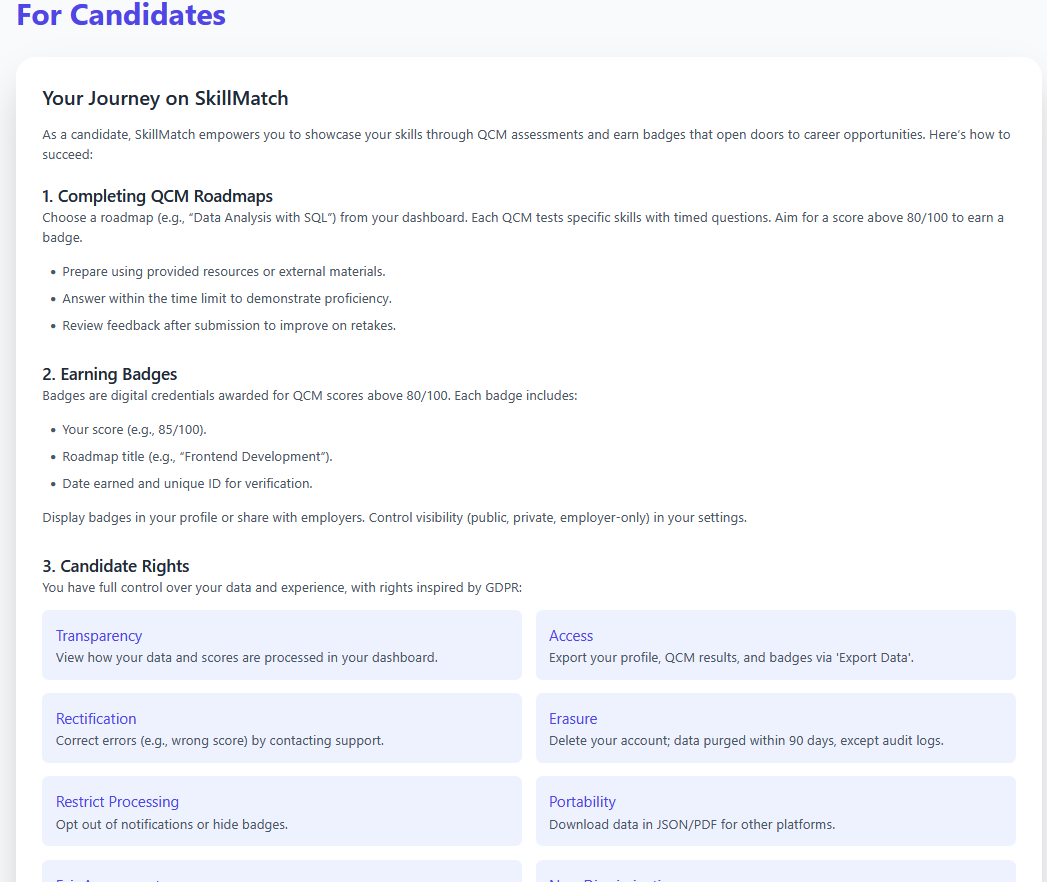 For Candidates
Your Journey on SkillMatch
As a candidate, SkillMatch empowers you to showcase your skills through QCM assessments and earn badges that open doors to career opportunities. Here’s how to
succeed:
1. Completing QCM Roadmaps
Choose a roadmap (e.g., “Data Analysis with SQL”) from your dashboard. Each QCM tests specific skills with timed questions. Aim for a score above 80/100 to earn a
badge.
• Prepare using provided resources or external materials.
• Answer within the time limit to demonstrate proficiency.
• Review feedback after submission to improve on retakes.
2. Earning Badges
Badges are digital credentials awarded for QCM scores above 80/100. Each badge includes:
• Your score (e.g., 85/100).
• Roadmap title (e.g., “Frontend Development”).
• Date earned and unique ID for verification.
Display badges in your profile or share with employers. Control visibility (public, private, employer-only) in your settings.
3. Candidate Rights
You have full control over your data and experience, with rights inspired by GDPR:
Transparency
View how your data and scores are processed in your dashboard.
Access
Export your profile, QCM results, and badges via 'Export Data'.
Rectification
Correct errors (e.g., wrong score) by contacting support.
Erasure
Delete your account; data purged within 90 days, except audit logs.
Restrict Processing
Opt out of notifications or hide badges.
Portability
Download data in JSON/PDF for other platforms.